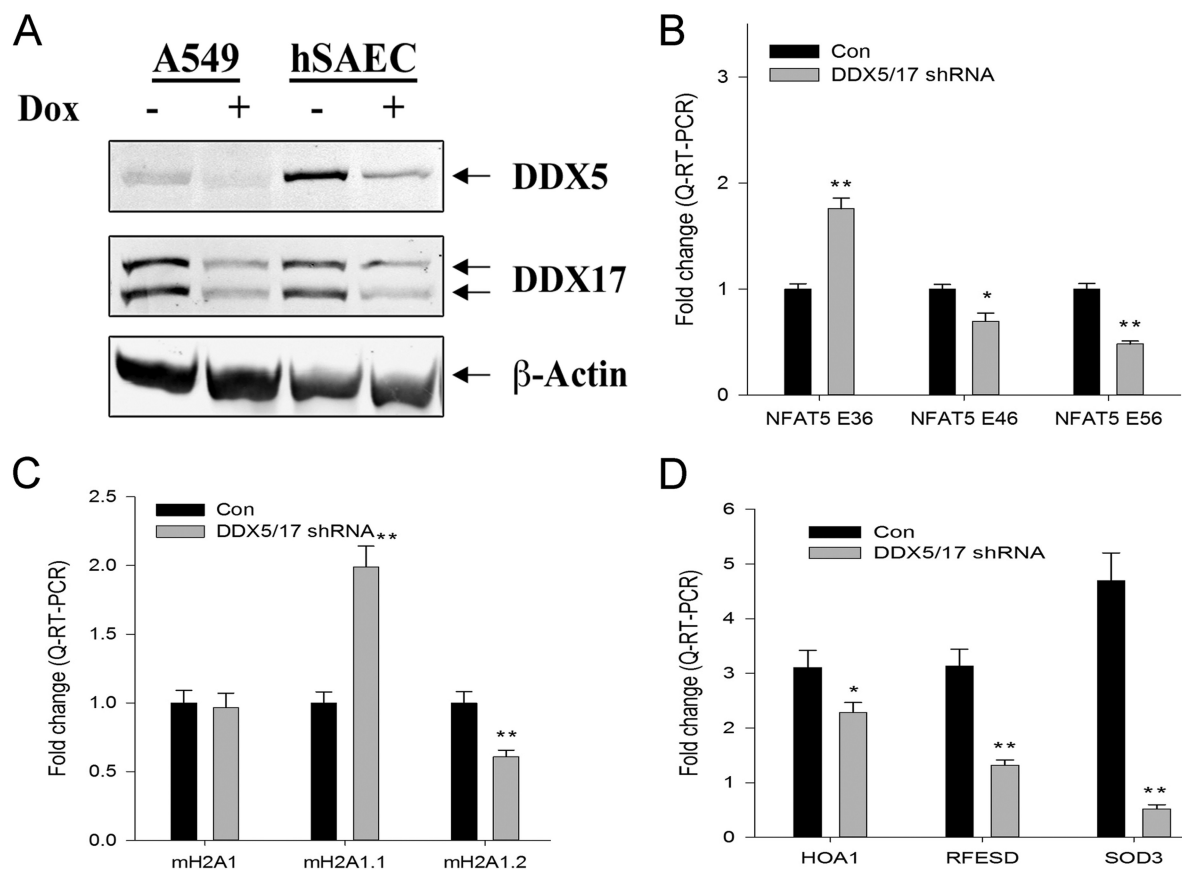 A
A549 hSAEC
Dox - + - +
DDX5
DDX17
β-Actin
B
Con
DDX5/17 shRNA
Fold change (Q-RT-PCR)
3
2
1
0
**
*
**
NFAT5 E36 NFAT5 E46 NFAT5 E56
C
Con
DDX5/17 shRNA
Fold change (Q-RT-PCR)
2.5
2.0
1.5
1.0
0.5
0.0
**
**
mH2A1 mH2A1.1 mH2A1.2
D
Con
DDX5/17 shRNA
Fold change (Q-RT-PCR)
6
5
4
3
2
1
0
*
**
**
HOA1 RFESD SOD3